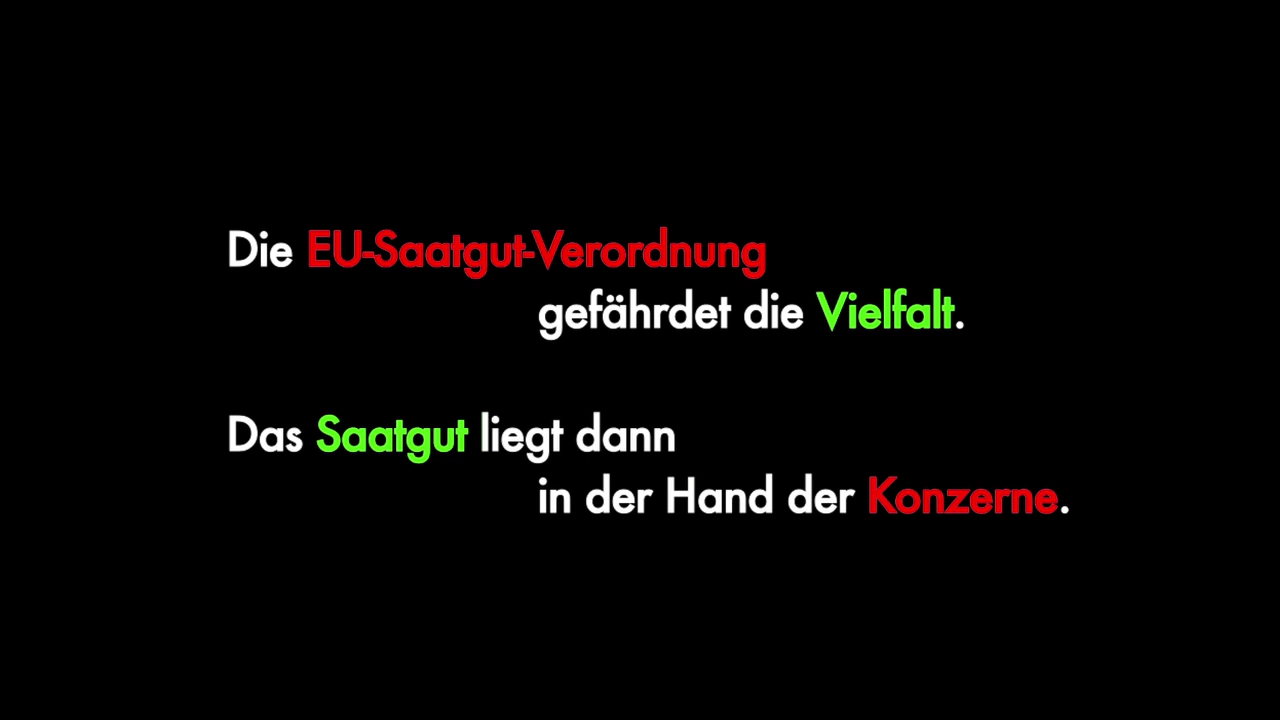 Die EU-Saatgut-Verordnung
gefährdet die Vielfalt.
Das Saatgut liegt dann
in der Hand der Konzerne.